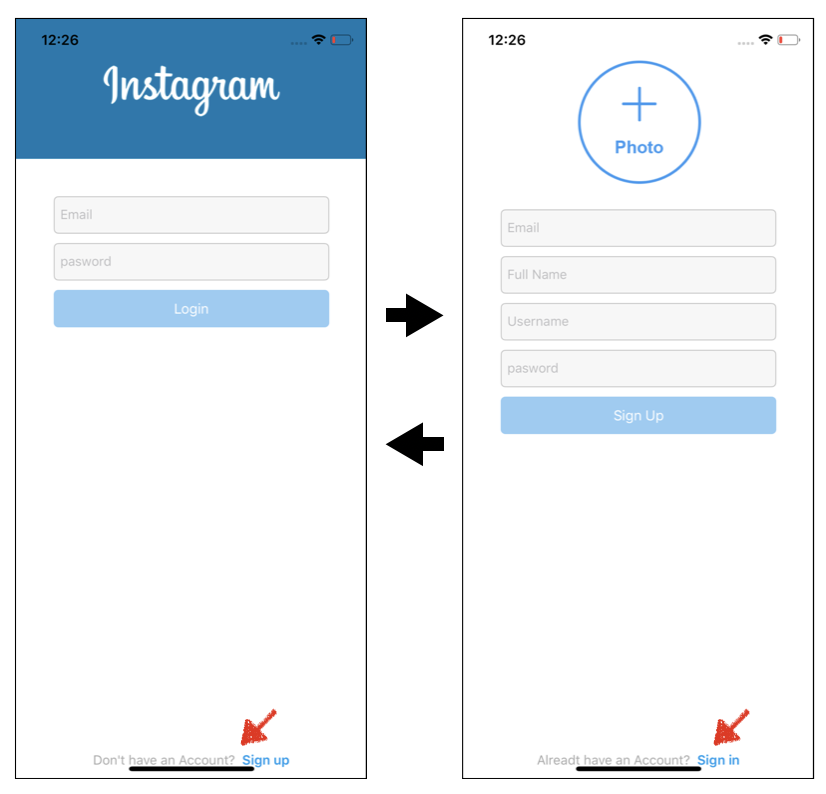 12:26
Instagram
Email
pasword
Login
Don't have an Account? Sign up
12:26
Photo
Email
Full Name
Username
pasword
Sign Up
Alreadt have an Account? Sign in